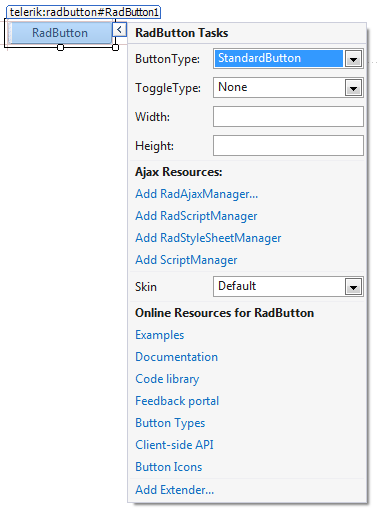 telerik:radbutton#RadButton1
RadButton
RadButton Tasks
ButtonType: StandardButton
ToggleType: None
Width:
Height:
Ajax Resources:
Add RadAjaxManager...
Add RadScriptManager
Add RadStyleSheetManager
Add ScriptManager
Skin Default
Online Resources for RadButton
Examples
Documentation
Code library
Feedback portal
Button Types
Client-side API
Button Icons
Add Extender...